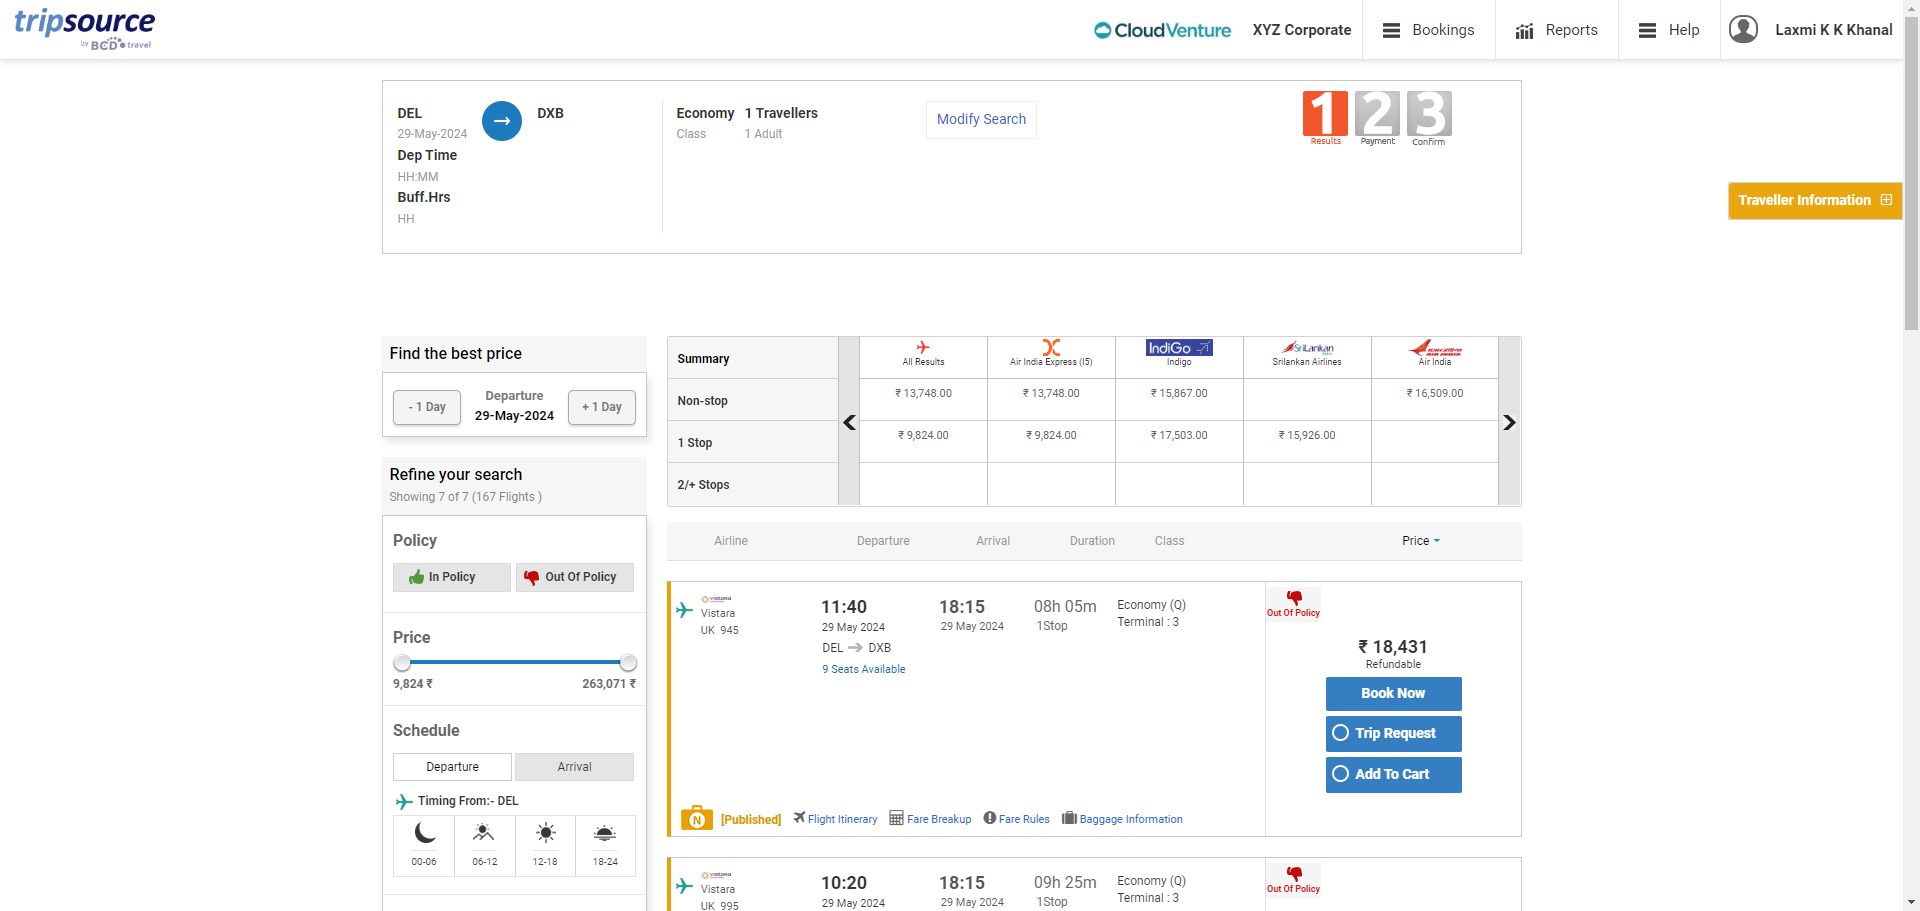 tripsource
by BCD travel
CloudVenture
XYZ Corporate
Bookings
Reports
Help
Laxmi K K Khanal
DEL
29-May-2024
DXB
Dep Time
HH:MM
Buff.Hrs
HH
Economy
Class
1 Travellers
1 Adult
Modify Search
1
Results
2
Payment
3
Confirm
Traveller Information
Find the best price
- 1 Day
Departure
29-May-2024
+ 1 Day
Refine your search
Showing 7 of 7 (167 Flights )
Policy
In Policy
Out Of Policy
Price
9,824 ₹
263,071 ₹
Schedule
Departure
Arrival
Timing From:- DEL
00-06
06-12
12-18
18-24
Summary
All Results
Air India Express (I5)
IndiGo
Indigo
SriLankan
Srilankan Airlines
AIR INDIA
Air India
Non-stop
₹ 13,748.00
₹ 13,748.00
₹ 15,867.00
₹ 16,509.00
1 Stop
₹ 9,824.00
₹ 9,824.00
₹ 17,503.00
₹ 15,926.00
2/+ Stops
Airline
Departure
Arrival
Duration
Class
Price
vistara
Vistara
UK 945
11:40
29 May 2024
DEL
DXB
9 Seats Available
18:15
29 May 2024
08h 05m
1Stop
Economy (Q)
Terminal : 3
Out Of Policy
₹ 18,431
Refundable
Book Now
Trip Request
Add To Cart
N
[Published]
Flight Itinerary
Fare Breakup
Fare Rules
Baggage Information
vistara
Vistara
UK 995
10:20
29 May 2024
18:15
29 May 2024
09h 25m
1Stop
Economy (Q)
Terminal : 3
Out Of Policy